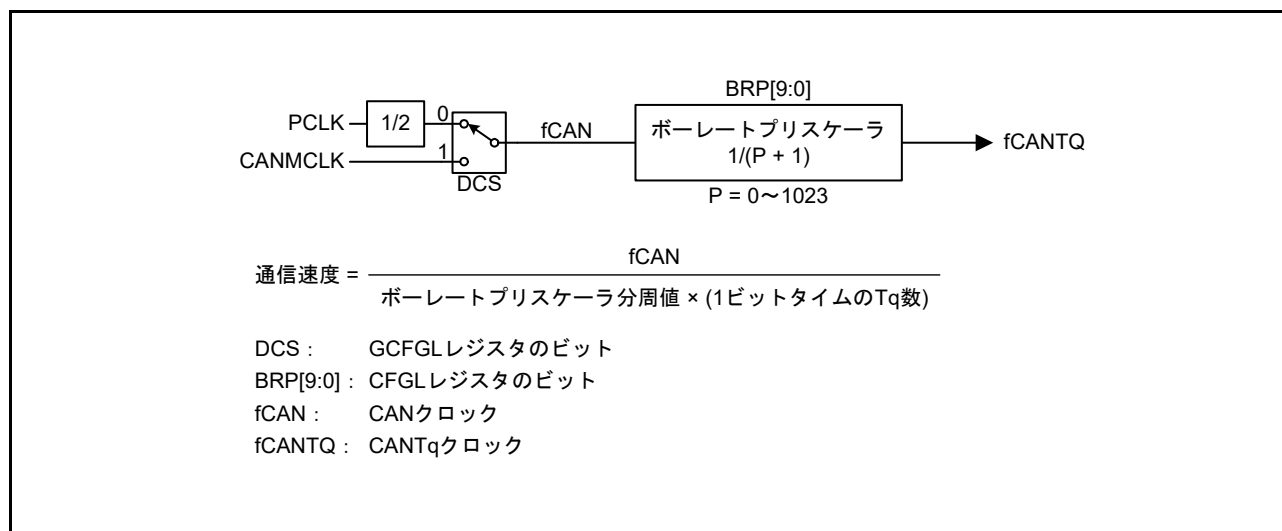 BRP[9:0]
PCLK
1/2
0
fCAN
ボーレートプリスケーラ
1/(P + 1)
fCANTQ
CANMCLK
1
DCS
P = 0～1023
fCAN
通信速度 =
ボーレートプリスケーラ分周値 × (1ビットタイムのTq数)
DCS： GCFGLレジスタのビット
BRP[9:0]： CFGLレジスタのビット
fCAN： CANクロック
fCANTQ： CANTqクロック